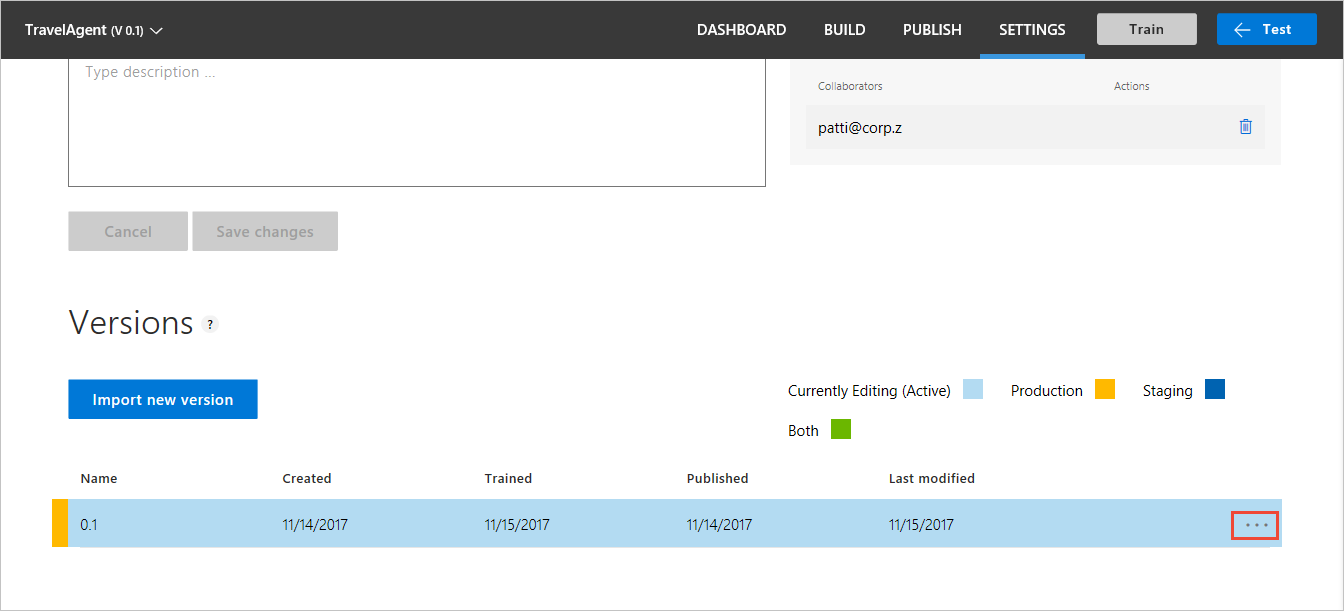 TravelAgent (V 0.1) DASHBOARD BUILD PUBLISH SETTINGS Train Test
Type description ...
Collaborators Actions
patti@corp.z
Cancel Save changes
Versions ?
Import new version
Currently Editing (Active) Production Staging
Both
Name Created Trained Published Last modified
0.1 11/14/2017 11/15/2017 11/14/2017 11/15/2017 ...